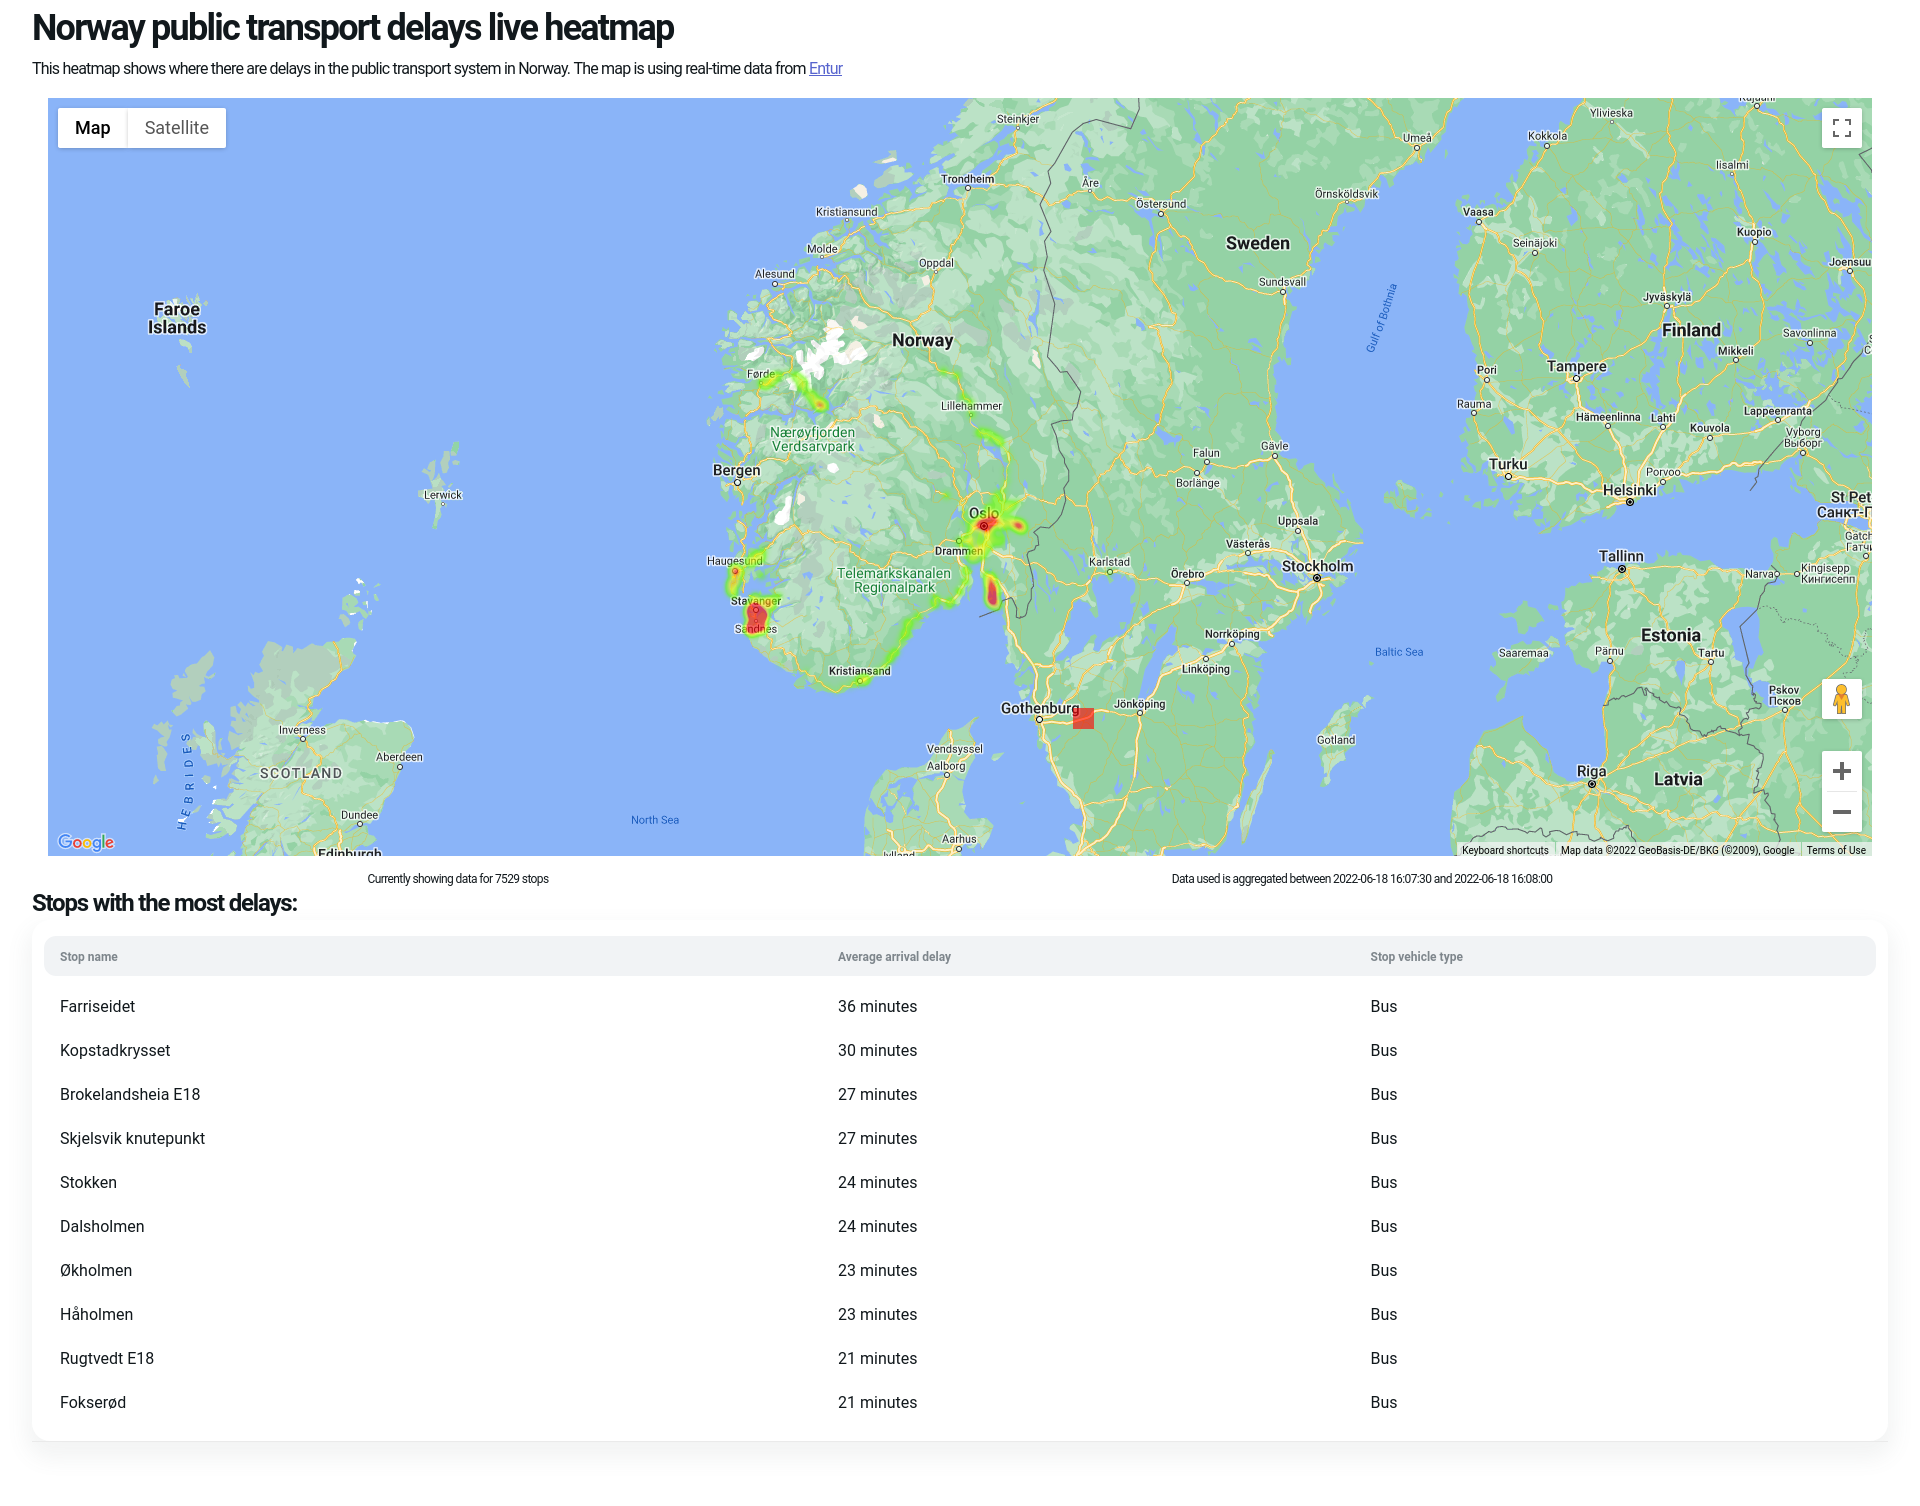 Norway public transport delays live heatmap
This heatmap shows where there are delays in the public transport system in Norway. The map is using real-time data from Entur
Map
Satellite
Steinkjer
Umeå
Kokkola
Ylivieska
Kajaani
Iisalmi
Trondheim
Åre
Östersund
Örnsköldsvik
Vaasa
Kristiansund
Seinäjoki
Kuopio
Sweden
Molde
Oppdal
Joensuu
Alesund
Sundsvall
Gulf of Bothnia
Jyväskylä
Faroe
Islands
Norway
Finland
Savonlinna
Mikkeli
Førde
Pori
Tampere
Lillehammer
Rauma
Hämeenlinna
Lahti
Lappeenranta
Kouvola
Vyborg
Выборг
Nærøyfjorden
Verdsarvpark
Gävle
Falun
Bergen
Borlänge
Turku
Porvoo
Lerwick
Helsinki
St Pet
Санкт-П
Oslo
Uppsala
Drammen
Västerås
Tallinn
Gatch
Гатчи
Haugesund
Karlstad
Stockholm
Örebro
Narva
Kingisepp
Кингисепп
Telemarkskanalen
Regionalpark
Stavanger
Sandnes
Norrköping
Estonia
Baltic Sea
Saaremaa
Pärnu
Tartu
Kristiansand
Linköping
Pskov
Псков
Gothenburg
Jönköping
Inverness
Gotland
Vendsyssel
Aberdeen
HEBRIDES
SCOTLAND
Aalborg
Riga
Latvia
Dundee
North Sea
Aarhus
Edinburgh
Jylland
Google
Keyboard shortcuts
Map data ©2022 GeoBasis-DE/BKG (©2009), Google
Terms of Use
Currently showing data for 7529 stops
Data used is aggregated between 2022-06-18 16:07:30 and 2022-06-18 16:08:00
Stops with the most delays:
Stop name Average arrival delay Stop vehicle type
Farriseidet 36 minutes Bus
Kopstadkrysset 30 minutes Bus
Brokelandsheia E18 27 minutes Bus
Skjelsvik knutepunkt 27 minutes Bus
Stokken 24 minutes Bus
Dalsholmen 24 minutes Bus
Økholmen 23 minutes Bus
Håholmen 23 minutes Bus
Rugtvedt E18 21 minutes Bus
Fokserød 21 minutes Bus